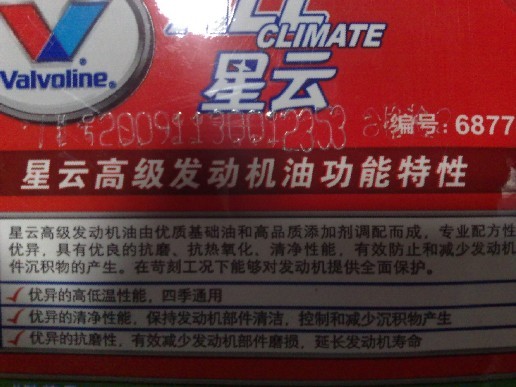 Valvoline
CLIMATE
星云
编号: 6877
星云高级发动机油功能特性
星云高级发动机油由优质基础油和高品质添加剂调配而成，专业配方性
优异，具有优良的抗磨、抗热氧化，清净性能，有效防止和减少发动机
件沉积物的产生。在苛刻工况下能够对发动机提供全面保护。
优异的高低温性能，四季通用
优异的清净性能，保持发动机部件清洁，控制和减少沉积物产生
优异的抗磨性，有效减少发动机部件磨损，延长发动机寿命